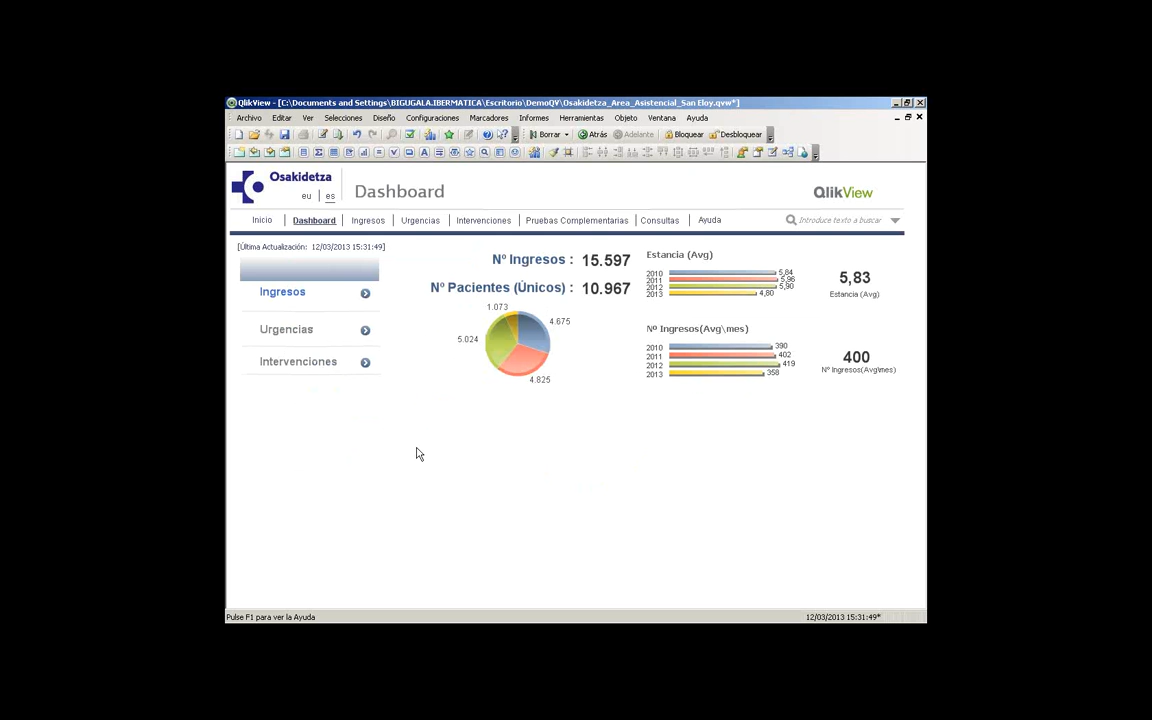 QlikView - [C:\Documents and Settings\BIGUGALA.IBERMATICA\Escritorio\DemoQV\Osakidetza_Area_Asistencial_San Eloy.qvw*]
Archivo Editar Ver Selecciones Diseño Configuraciones Marcadores Informes Herramientas Objeto Ventana Ayuda
Borrar Atrás Adelante Bloquear Desbloquear
Osakidetza
eu | es
Dashboard
QlikView
Inicio Dashboard Ingresos Urgencias Intervenciones Pruebas Complementarias Consultas Ayuda
Introduce texto a buscar
[Última Actualización: 12/03/2013 15:31:49]
Ingresos
Urgencias
Intervenciones
Nº Ingresos : 15.597
Nº Pacientes (Únicos) : 10.967
1.073
4.675
5.024
4.825
Estancia (Avg)
2010 5,84
2011 5,96
2012 5,90
2013 4,80
5,83
Estancia (Avg)
Nº Ingresos(Avg\mes)
2010 390
2011 402
2012 419
2013 358
400
Nº Ingresos(Avg\mes)
Pulse F1 para ver la Ayuda
12/03/2013 15:31:49*